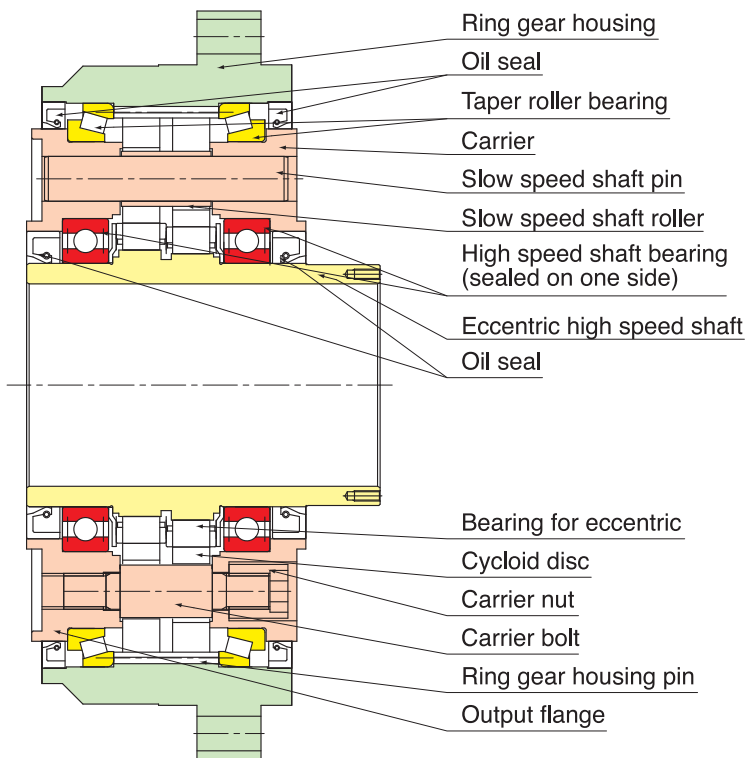 Ring gear housing
Oil seal
Taper roller bearing
Carrier
Slow speed shaft pin
Slow speed shaft roller
High speed shaft bearing
(sealed on one side)
Eccentric high speed shaft
Oil seal
Bearing for eccentric
Cycloid disc
Carrier nut
Carrier bolt
Ring gear housing pin
Output flange